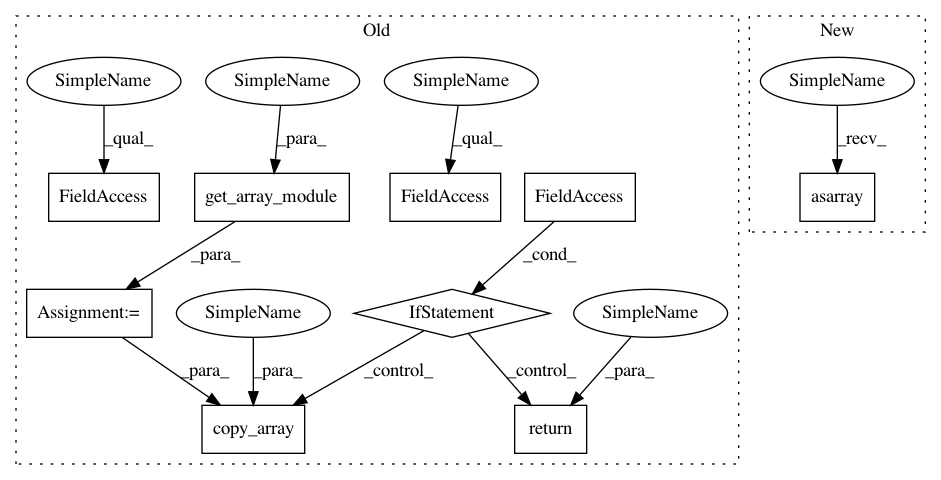 Old
New
SimpleName
SimpleName
SimpleName
SimpleName
_qual_
_para_
_qual_
_recv_
FieldAccess
get_array_module
FieldAccess
FieldAccess
asarray
_para_
_cond_
Assignment:=
SimpleName
IfStatement
SimpleName
_para_
_para_
_control_
_control_
_para_
copy_array
return